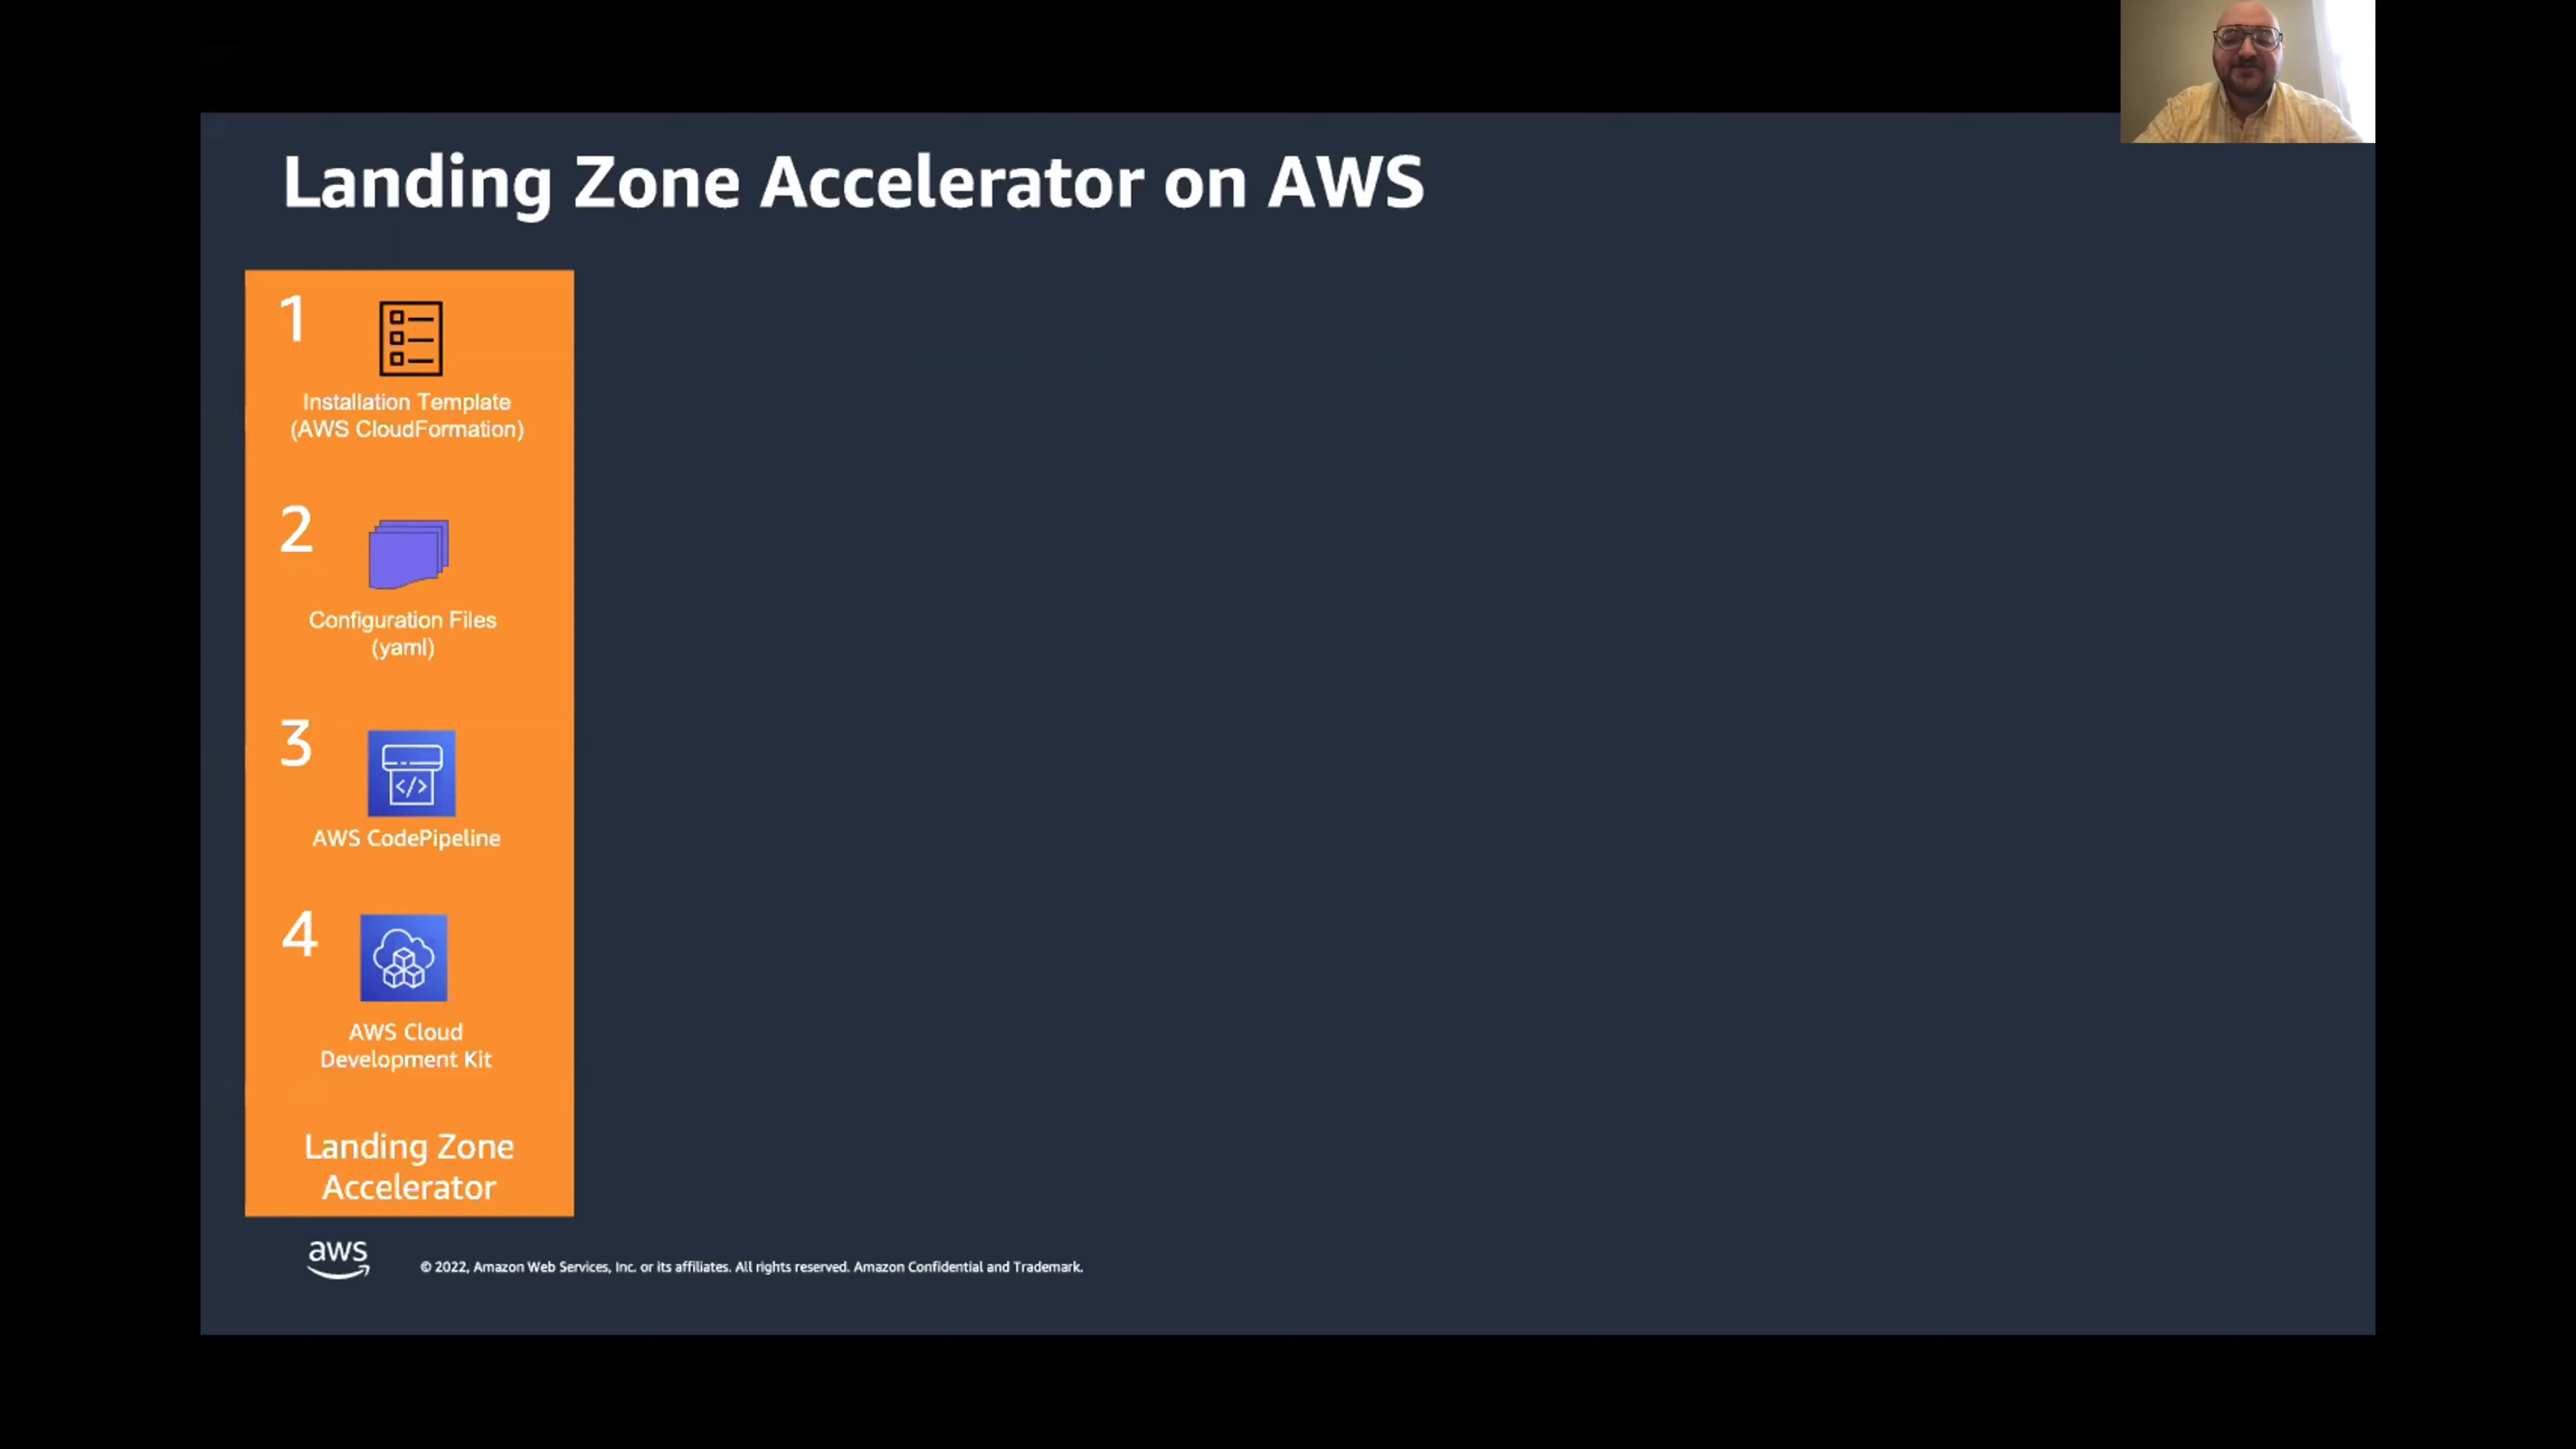 Landing Zone Accelerator on AWS
1
Installation Template
(AWS CloudFormation)
2
Configuration Files
(yaml)
3
</>
AWS CodePipeline
4
AWS Cloud
Development Kit
Landing Zone
Accelerator
aws
© 2022, Amazon Web Services, Inc. or its affiliates. All rights reserved. Amazon Confidential and Trademark.